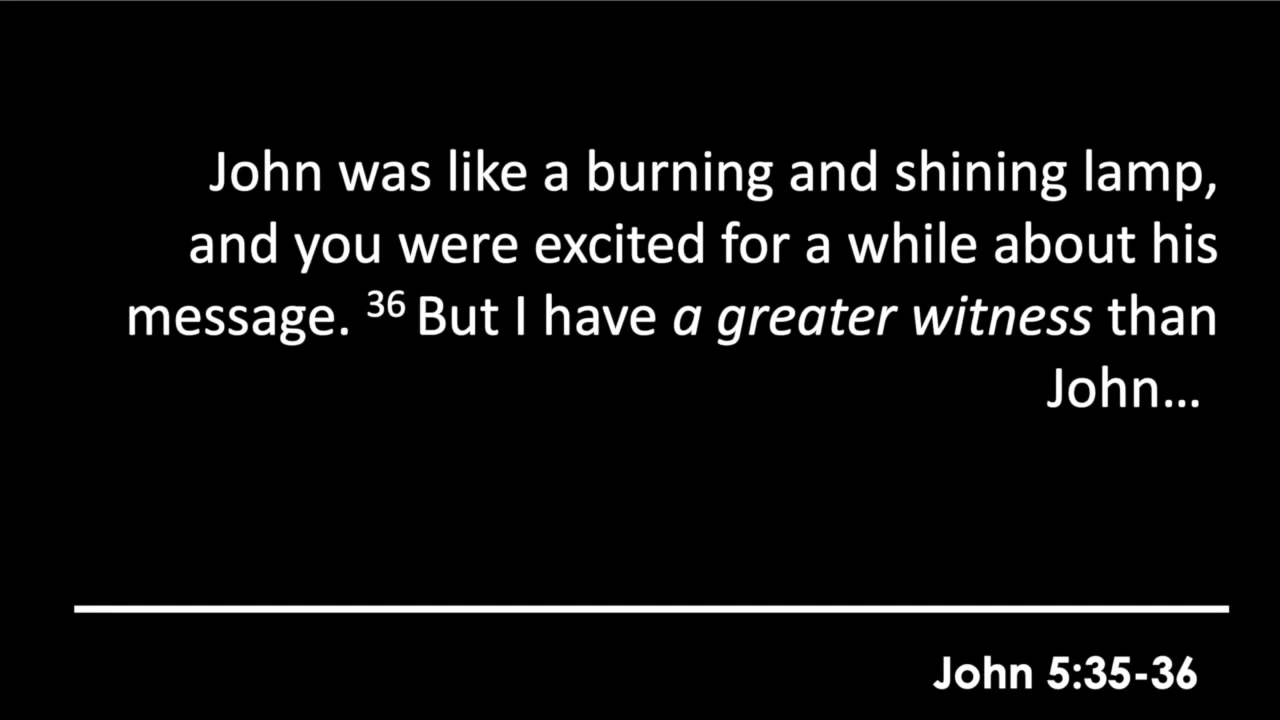 John was like a burning and shining lamp,
and you were excited for a while about his
message. 36 But I have a greater witness than
John...
John 5:35-36